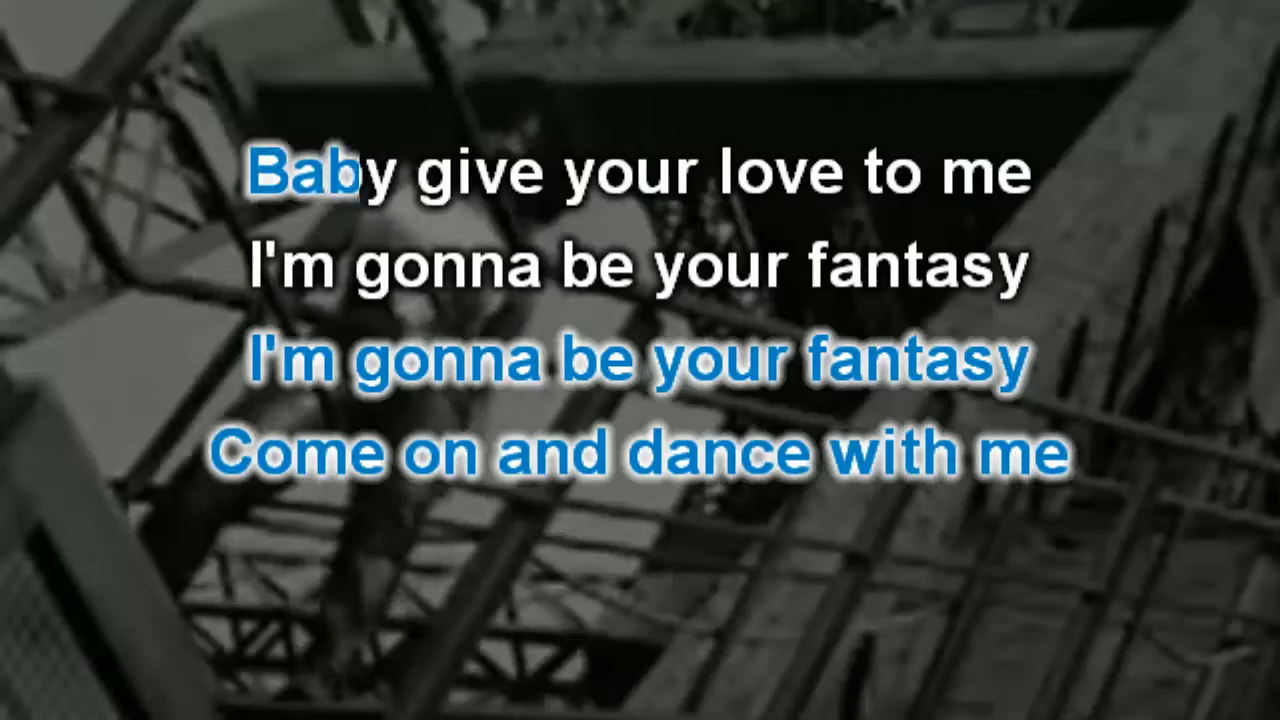 Baby give your love to me
I'm gonna be your fantasy
I'm gonna be your fantasy
Come on and dance with me